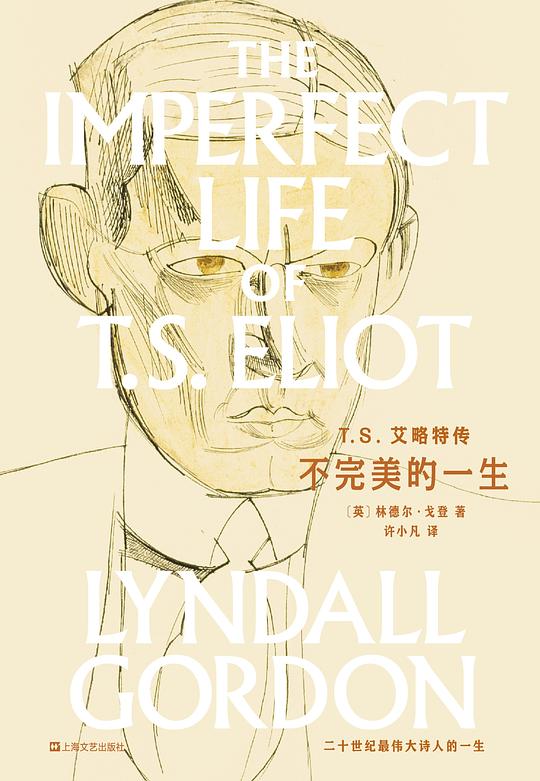 THE
IMPERFECT
LIFE
OF
T.S. ELIOT
T.S. 艾略特传
不完美的一生
［英］林德尔·戈登 著
许小凡 译
LYNDALL
GORDON
上海文艺出版社
二十世纪最伟大诗人的一生